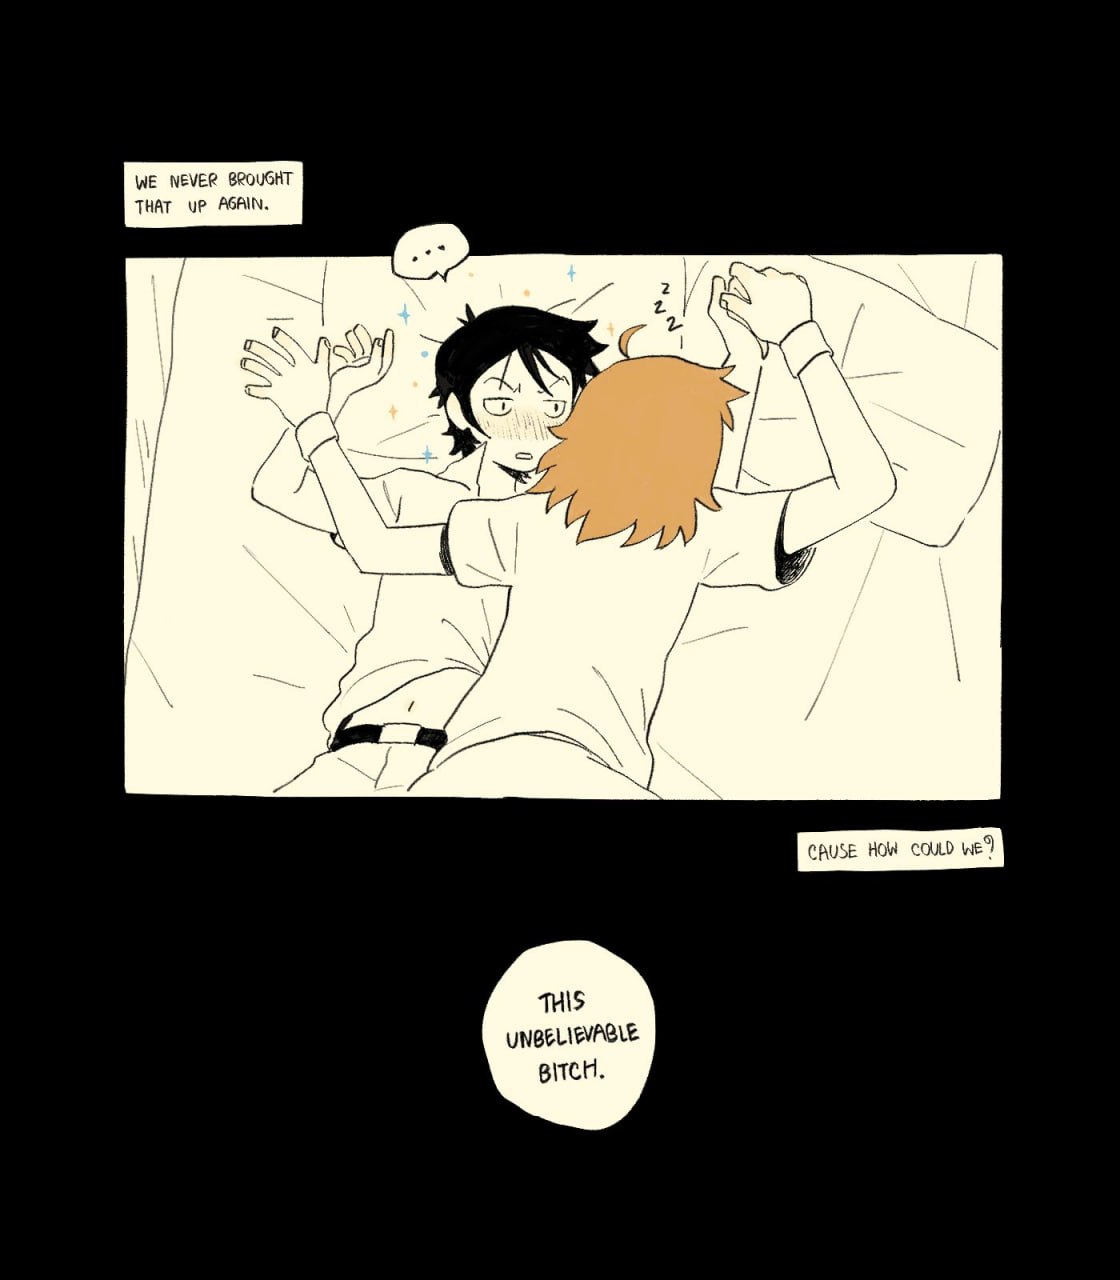 WE NEVER BROUGHT
THAT UP AGAIN.
...
z
z
z
CAUSE HOW COULD WE?
THIS
UNBELIEVABLE
BITCH.